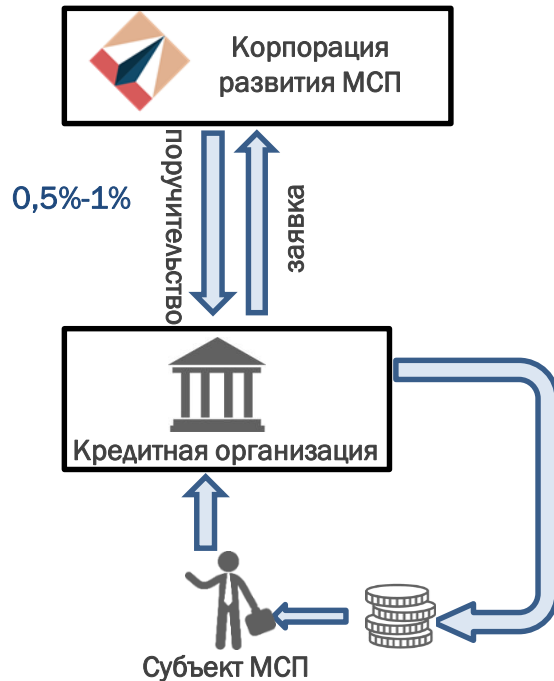 Корпорация
развития МСП
0,5%-1%
поручительство
заявка
Кредитная организация
Субъект МСП